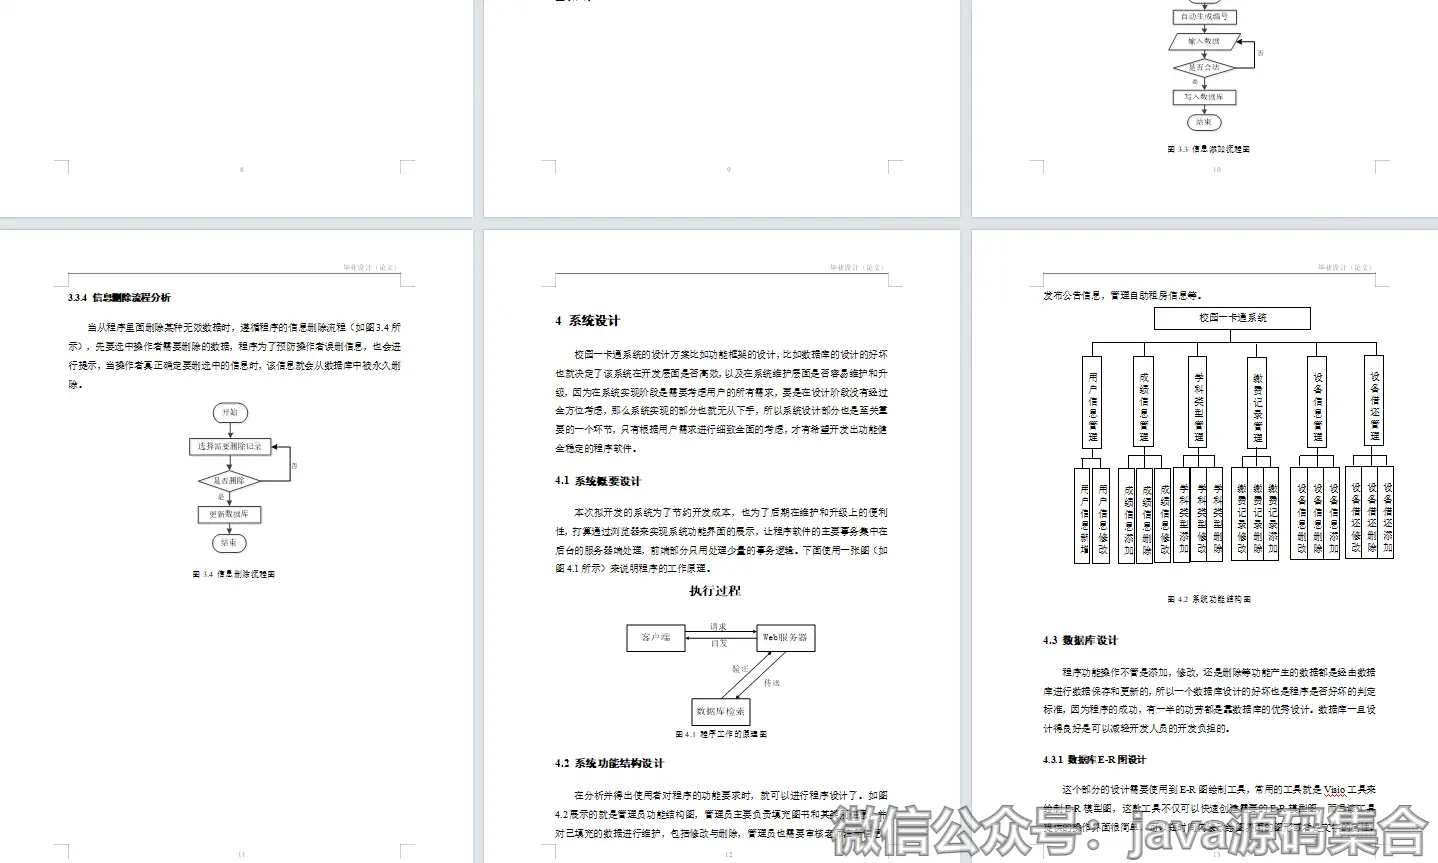 8
9
自动生成编号
输入数据
否
是否合法
是
写入数据库
结束
图 3.3 信息添加流程图
10
毕业设计（论文）
3.3.4 信息删除流程分析
当从程序里面删除某种无效数据时，遵循程序的信息删除流程（如图3.4 所
示），先要选中操作者需要删除的数据，程序为了预防操作者误删信息，也会进
行提示，当操作者真正确定要删选中的信息时，该信息就会从数据库中被永久删
除。
开始
选择需要删除记录
否
是否删除
是
更新数据库
结束
图 3.4 信息删除流程图
11
毕业设计（论文）
4 系统设计
校园一卡通系统的设计方案比如功能框架的设计，比如数据库的设计的好坏
也就决定了该系统在开发层面是否高效，以及在系统维护层面是否容易维护和升
级，因为在系统实现阶段是需要考虑用户的所有需求，要是在设计阶段没有经过
全方位考虑，那么系统实现的部分也就无从下手，所以系统设计部分也是至关重
要的一个环节，只有根据用户需求进行细致全面的考虑，才有希望开发出功能健
全稳定的程序软件。
4.1 系统概要设计
本次拟开发的系统为了节约开发成本，也为了后期在维护和升级上的便利
性，打算通过浏览器来实现系统功能界面的展示，让程序软件的主要事务集中在
后台的服务器端处理，前端部分只用处理少量的事务逻辑。下面使用一张图（如
图 4.1 所示）来说明程序的工作原理。
执行过程
客户端
请求
回发
Web服务器
验证
传送
数据库检索
图 4.1 程序工作的原理图
4.2 系统功能结构设计
在分析并得出使用者对程序的功能要求时，就可以进行程序设计了。如图
4.2 展示的就是管理员功能结构图，管理员主要负责填充图书和其类别信息，并
对已填充的数据进行维护，包括修改与删除，管理员也需要审核老
12
毕业设计（论文）
发布公告信息，管理自助租房信息等。
校园一卡通系统
用户信息管理
成绩信息管理
学科类型管理
缴费记录管理
设备信息管理
设备借还管理
用户信息新增
用户信息修改
成绩信息添加
成绩信息删除
成绩信息修改
学科类型添加
学科类型修改
学科类型删除
缴费记录修改
缴费记录删除
缴费记录添加
设备信息修改
设备信息删除
设备信息添加
设备借还修改
设备借还删除
设备借还添加
图 4.2 系统功能结构图
4.3 数据库设计
程序功能操作不管是添加，修改，还是删除等功能产生的数据都是经由数据
库进行数据保存和更新的，所以一个数据库设计的好坏也是程序是否好坏的判定
标准，因为程序的成功，有一半的功劳都是靠数据库的优秀设计。数据库一旦设
计得良好是可以减轻开发人员的开发负担的。
4.3.1 数据库 E-R 图设计
这个部分的设计需要使用到 E-R 图绘制工具，常用的工具就是 Visio 工具来
绘制 E-R 模型图，这款工具不仅可以快速创建需要的 E-R 模型图，而且该工具
提供的操作界面很简单，
13
微信公众号：java源码集合